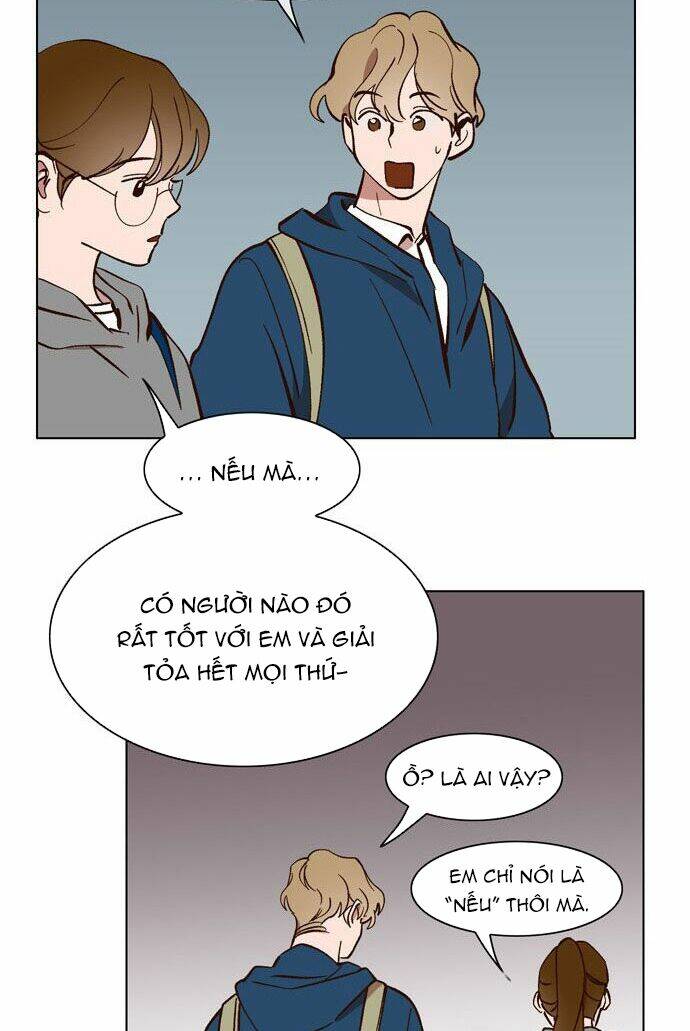 ... NẾU MÀ...
CÓ NGƯỜI NÀO ĐÓ
RẤT TỐT VỚI EM VÀ GIẢI
TỎA HẾT MỌI THỨ-
Ồ? LÀ AI VẬY?
EM CHỈ NÓI LÀ
“NẾU” THÔI MÀ.